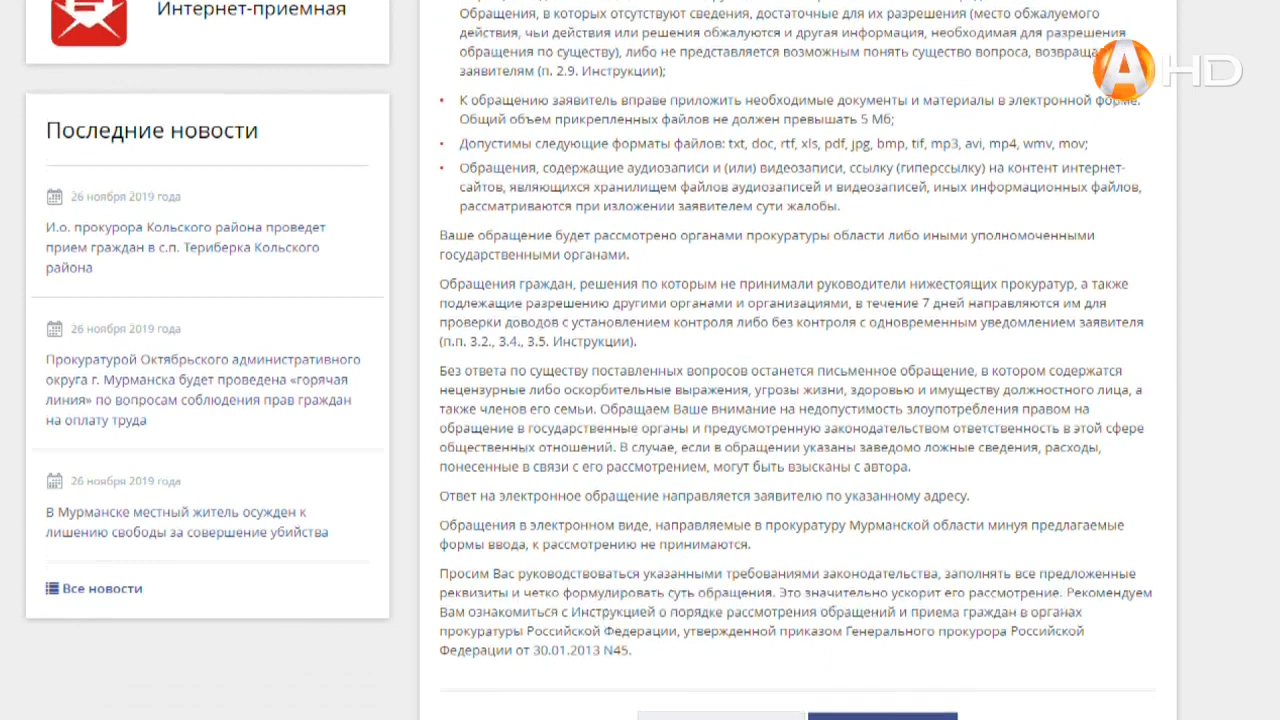 Интернет-приемная
Последние новости
26 ноября 2019 года
И.о. прокурора Кольского района проведет
прием граждан в с.п. Териберка Кольского
района
26 ноября 2019 года
Прокуратурой Октябрьского административного
округа г. Мурманска будет проведена «горячая
линия» по вопросам соблюдения прав граждан
на оплату труда
26 ноября 2019 года
В Мурманске местный житель осужден к
лишению свободы за совершение убийства
Все новости
Обращения, в которых отсутствуют сведения, достаточные для их разрешения (место обжалуемого
действия, чьи действия или решения обжалуются и другая информация, необходимая для разрешения
обращения по существу), либо не представляется возможным понять существо вопроса,
заявителям (п. 2.9. Инструкции);
К обращению заявитель вправе приложить необходимые документы и материалы в электронной форме.
Общий объем прикрепленных файлов не должен превышать 5 Мб;
Допустимы следующие форматы файлов: txt, doc, rtf, xls, pdf, jpg, bmp, tif, mp3, avi, mp4, wmv, mov;
Обращения, содержащие аудиозаписи и (или) видеозаписи, ссылку (гиперссылку) на контент интернет-
сайтов, являющихся хранилищем файлов аудиозаписей и видеозаписей, иных информационных файлов,
рассматриваются при изложении заявителем сути жалобы.
Ваше обращение будет рассмотрено органами прокуратуры области либо иными уполномоченными
государственными органами.
Обращения граждан, решения по которым не принимали руководители нижестоящих прокуратур, а также
подлежащие разрешению другими органами и организациями, в течение 7 дней направляются им для
проверки доводов с установлением контроля либо без контроля с одновременным уведомлением заявителя
(п.п. 3.2., 3.4., 3.5. Инструкции).
Без ответа по существу поставленных вопросов останется письменное обращение, в котором содержатся
нецензурные либо оскорбительные выражения, угрозы жизни, здоровью и имуществу должностного лица, а
также членов его семьи. Обращаем Ваше внимание на недопустимость злоупотребления правом на
обращение в государственные органы и предусмотренную законодательством ответственность в этой сфере
общественных отношений. В случае, если в обращении указаны заведомо ложные сведения, расходы,
понесенные в связи с его рассмотрением, могут быть взысканы с автора.
Ответ на электронное обращение направляется заявителю по указанному адресу.
Обращения в электронном виде, направляемые в прокуратуру Мурманской области минуя предлагаемые
формы ввода, к рассмотрению не принимаются.
Просим Вас руководствоваться указанными требованиями законодательства, заполнять все предложенные
реквизиты и четко формулировать суть обращения. Это значительно ускорит его рассмотрение. Рекомендуем
Вам ознакомиться с Инструкцией о порядке рассмотрения обращений и приема граждан в органах
прокуратуры Российской Федерации, утвержденной приказом Генерального прокурора Российской
Федерации от 30.01.2013 N45.
А HD